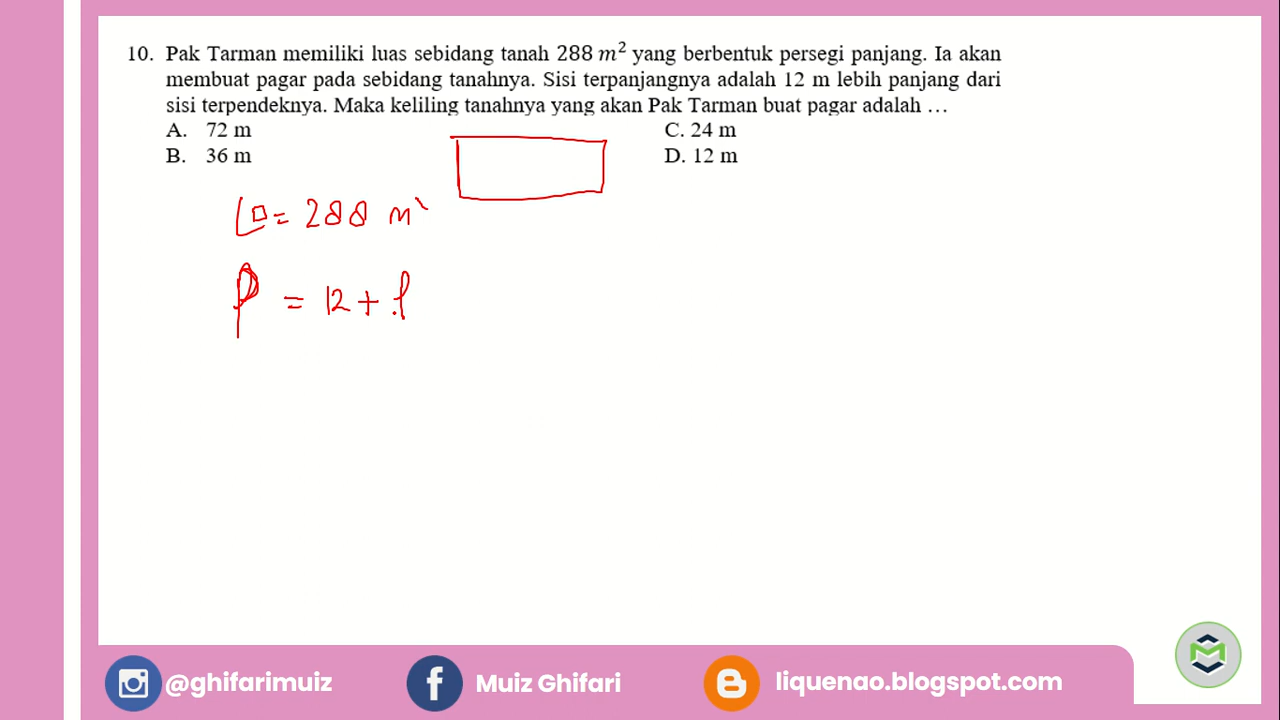 10. Pak Tarman memiliki luas sebidang tanah 288 m² yang berbentuk persegi panjang. Ia akan
membuat pagar pada sebidang tanahnya. Sisi terpanjangnya adalah 12 m lebih panjang dari
sisi terpendeknya. Maka keliling tanahnya yang akan Pak Tarman buat pagar adalah …
A. 72 m
C. 24 m
B. 36 m
D. 12 m
L□ = 288 m²
P = 12 + l
@ghifarimuiz
Muiz Ghifari
liquenao.blogspot.com